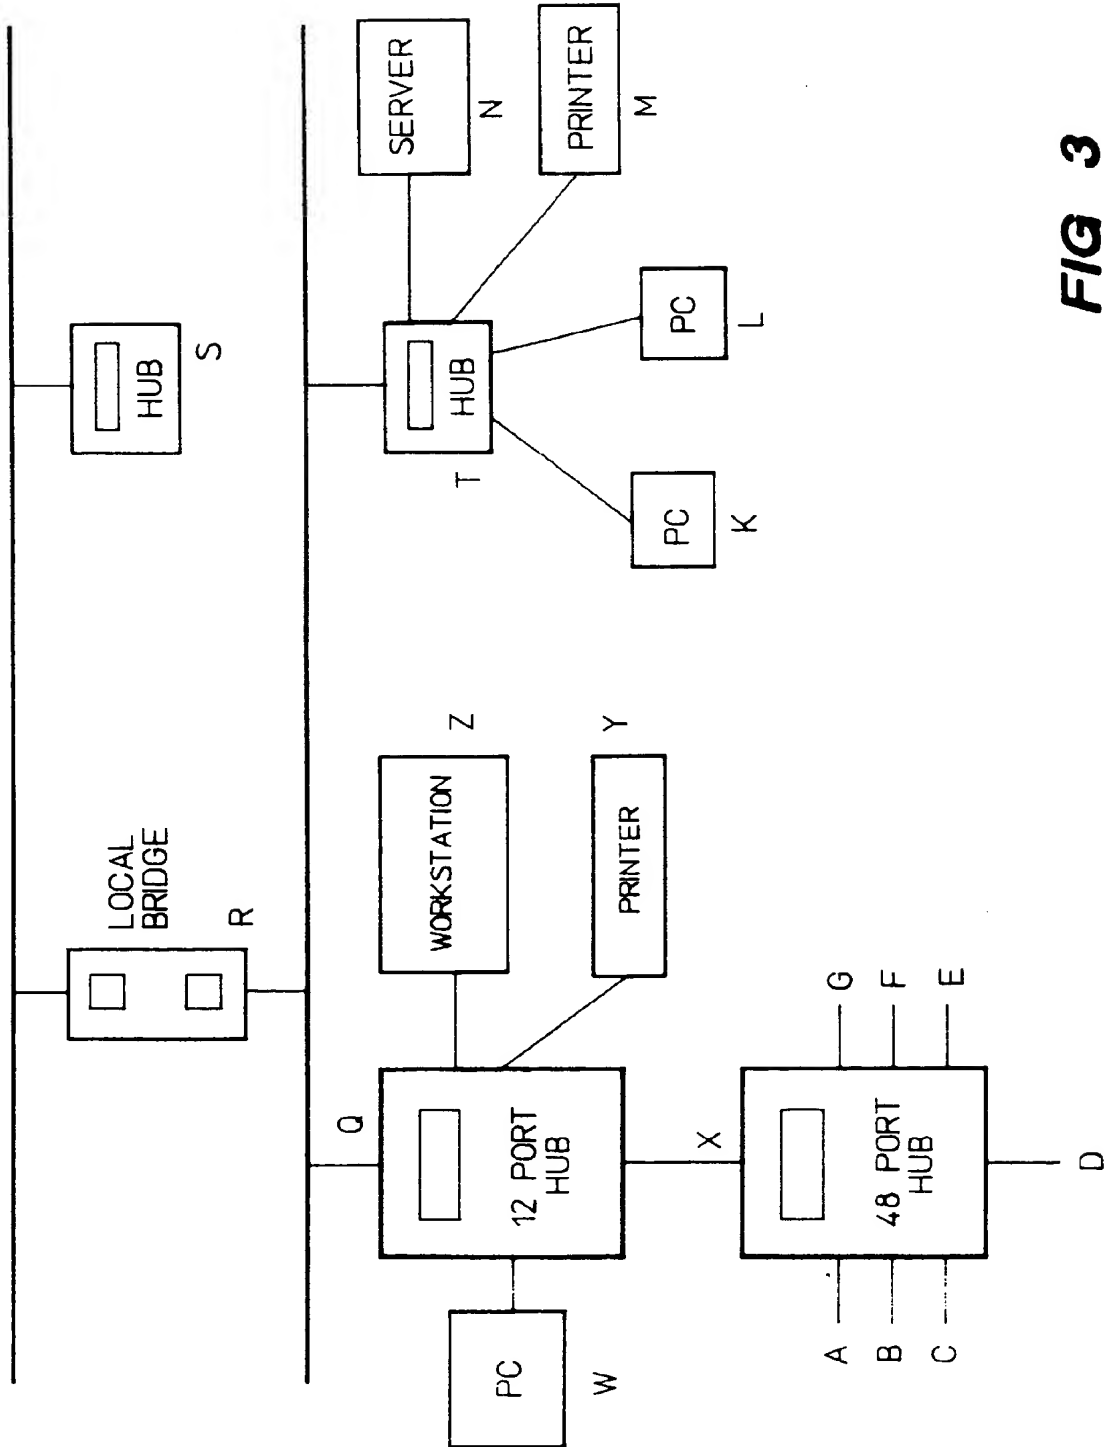 LOCAL
BRIDGE
HUB
R
S
Q
SERVER
WORKSTATION
Z
HUB
T
N
12 PORT
HUB
PC
W
PRINTER
Y
PRINTER
M
PC
K
PC
L
X
48 PORT
HUB
A
B
C
D
G
F
E
FIG 3